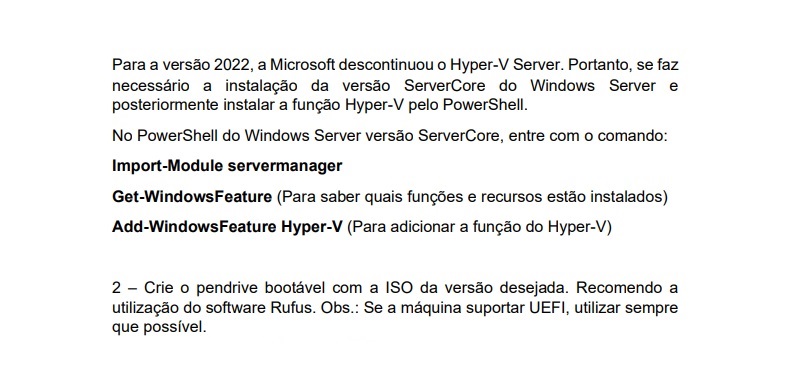 Para a versão 2022, a Microsoft descontinuou o Hyper-V Server. Portanto, se faz
necessário a instalação da versão ServerCore do Windows Server e
posteriormente instalar a função Hyper-V pelo PowerShell.
No PowerShell do Windows Server versão ServerCore, entre com o comando:
Import-Module servermanager
Get-WindowsFeature (Para saber quais funções e recursos estão instalados)
Add-WindowsFeature Hyper-V (Para adicionar a função do Hyper-V)
2 – Crie o pendrive bootável com a ISO da versão desejada. Recomendo a
utilização do software Rufus. Obs.: Se a máquina suportar UEFI, utilizar sempre
que possível.